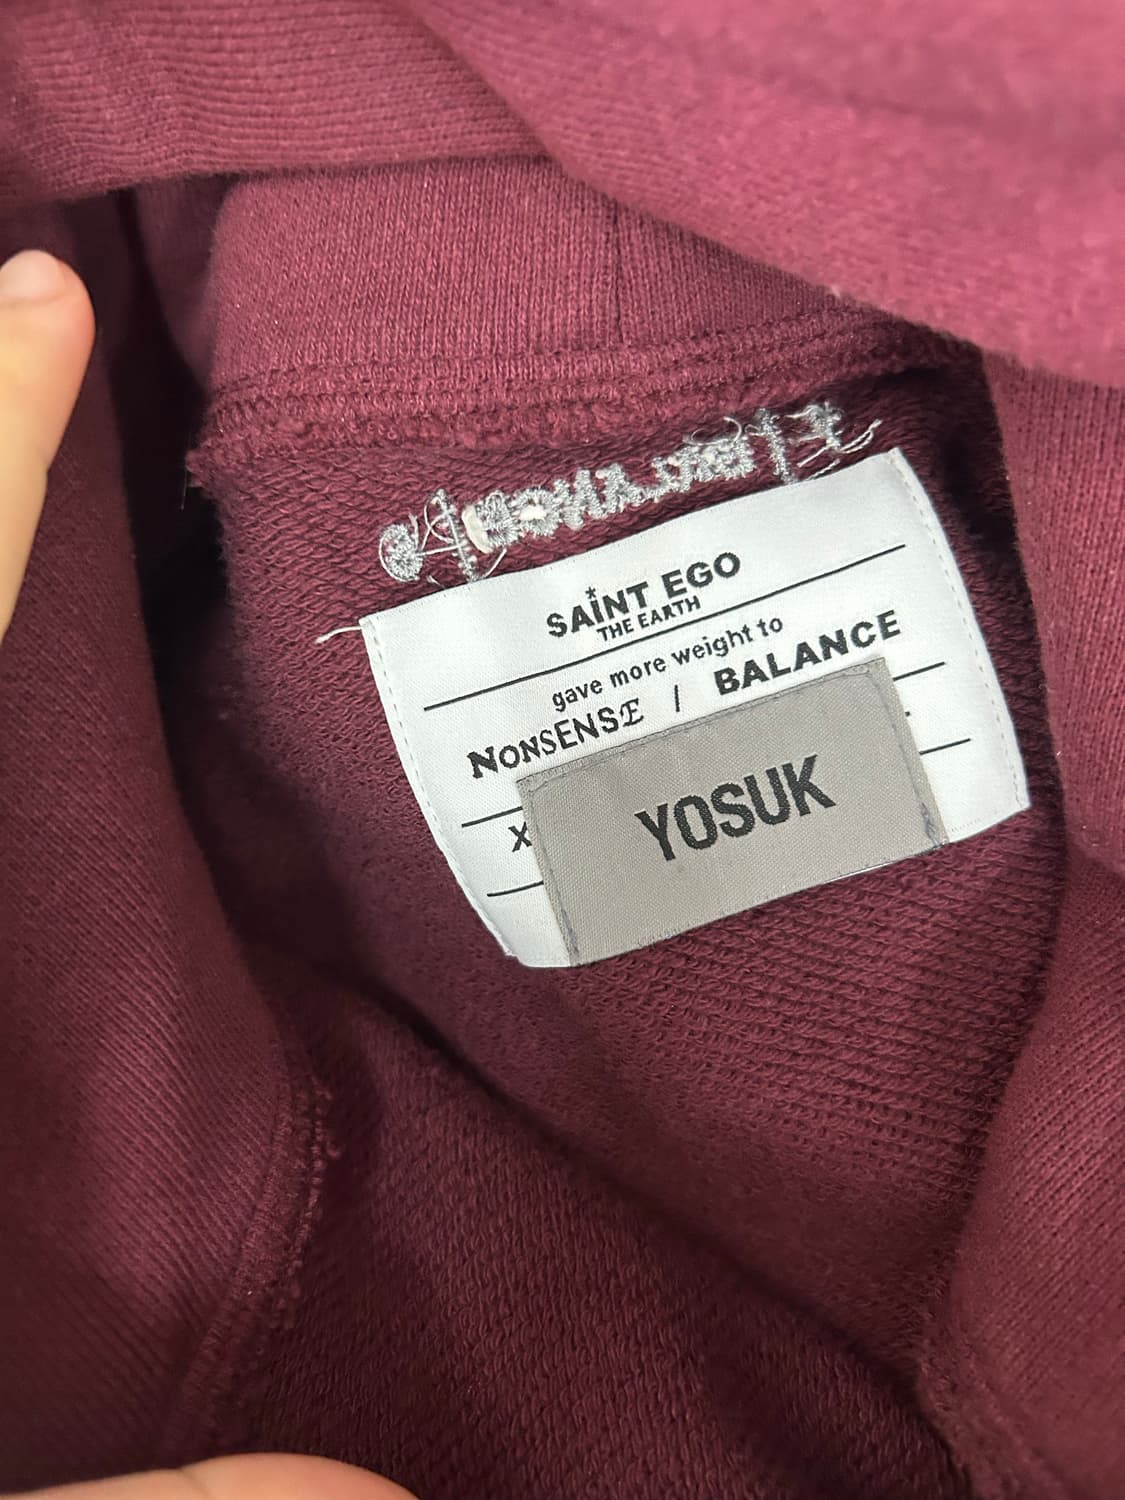 SAINT EGO
THE EARTH
gave more weight to
NONSENSE / BALANCE
X
YOSUK